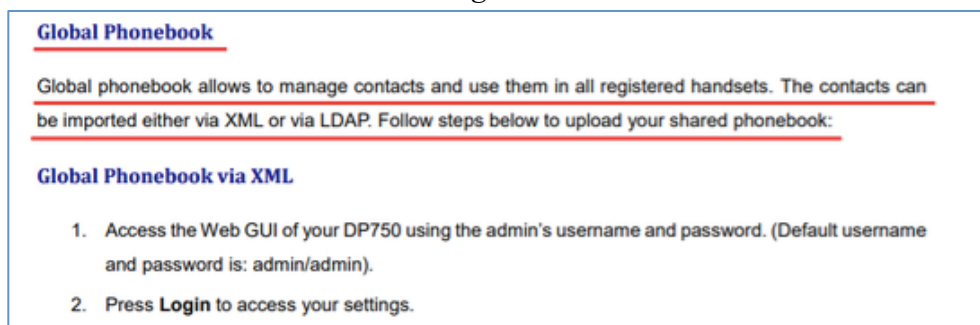 Global Phonebook
Global phonebook allows to manage contacts and use them in all registered handsets. The contacts can
be imported either via XML or via LDAP. Follow steps below to upload your shared phonebook:
Global Phonebook via XML
1. Access the Web GUI of your DP750 using the admin's username and password. (Default username
and password is: admin/admin).
2. Press Login to access your settings.